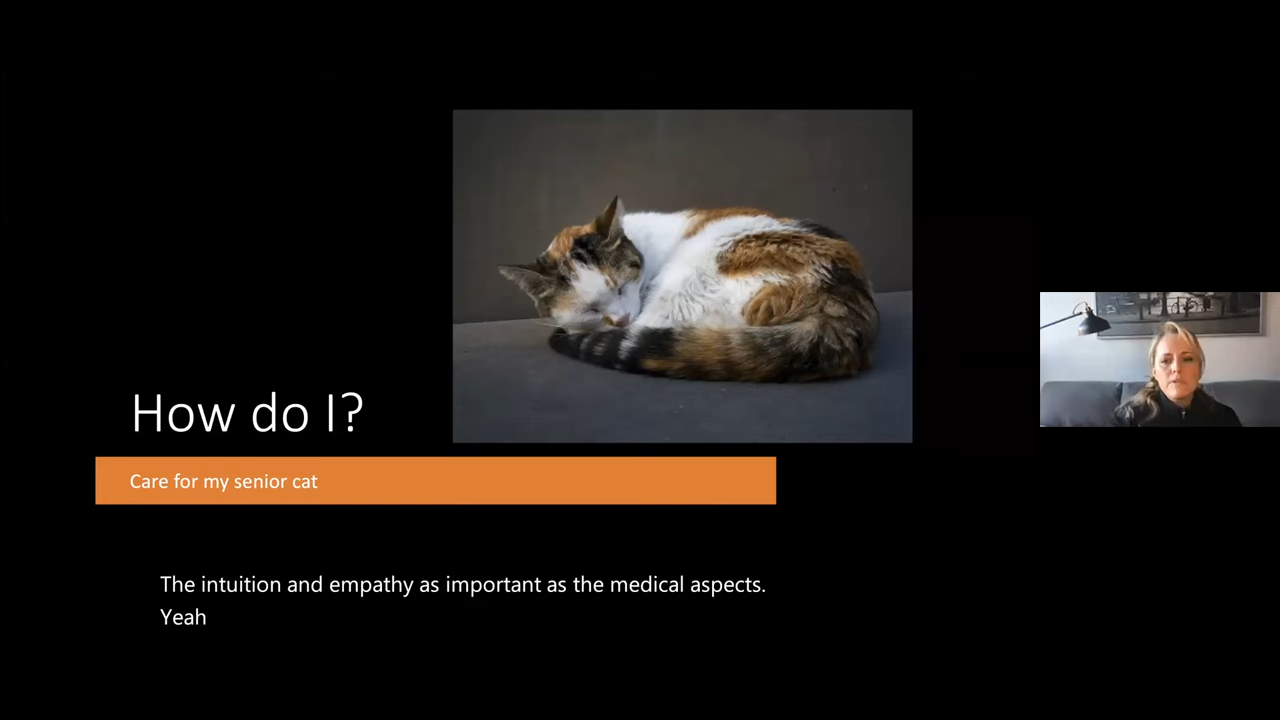 How do I?
Care for my senior cat
The intuition and empathy as important as the medical aspects.
Yeah